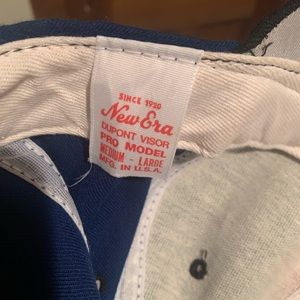 SINCE 1920
New Era
DUPONT VISOR
PRO MODEL
MEDIUM - LARGE
MFG. IN U.S.A.